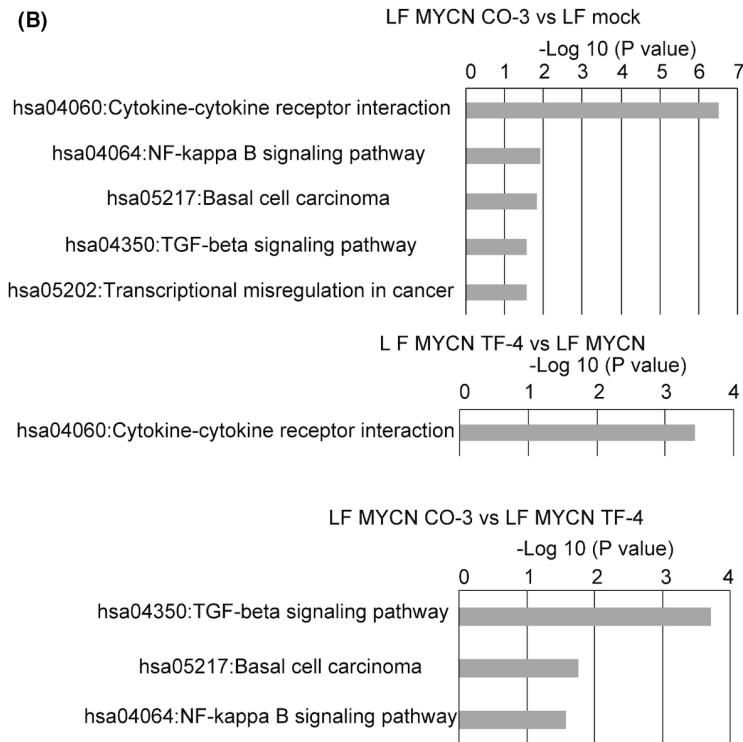 (B)
LF MYCN CO-3 vs LF mock
-Log 10 (P value)
0 1 2 3 4 5 6 7
hsa04060:Cytokine-cytokine receptor interaction
hsa04064:NF-kappa B signaling pathway
hsa05217:Basal cell carcinoma
hsa04350:TGF-beta signaling pathway
hsa05202:Transcriptional misregulation in cancer
L F MYCN TF-4 vs LF MYCN
-Log 10 (P value)
0 1 2 3 4
hsa04060:Cytokine-cytokine receptor interaction
LF MYCN CO-3 vs LF MYCN TF-4
-Log 10 (P value)
0 1 2 3 4
hsa04350:TGF-beta signaling pathway
hsa05217:Basal cell carcinoma
hsa04064:NF-kappa B signaling pathway